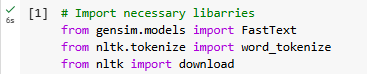 [1] # Import necessary libarries
from gensim.models import FastText
6s from nltk.tokenize import word_tokenize
from nltk import download